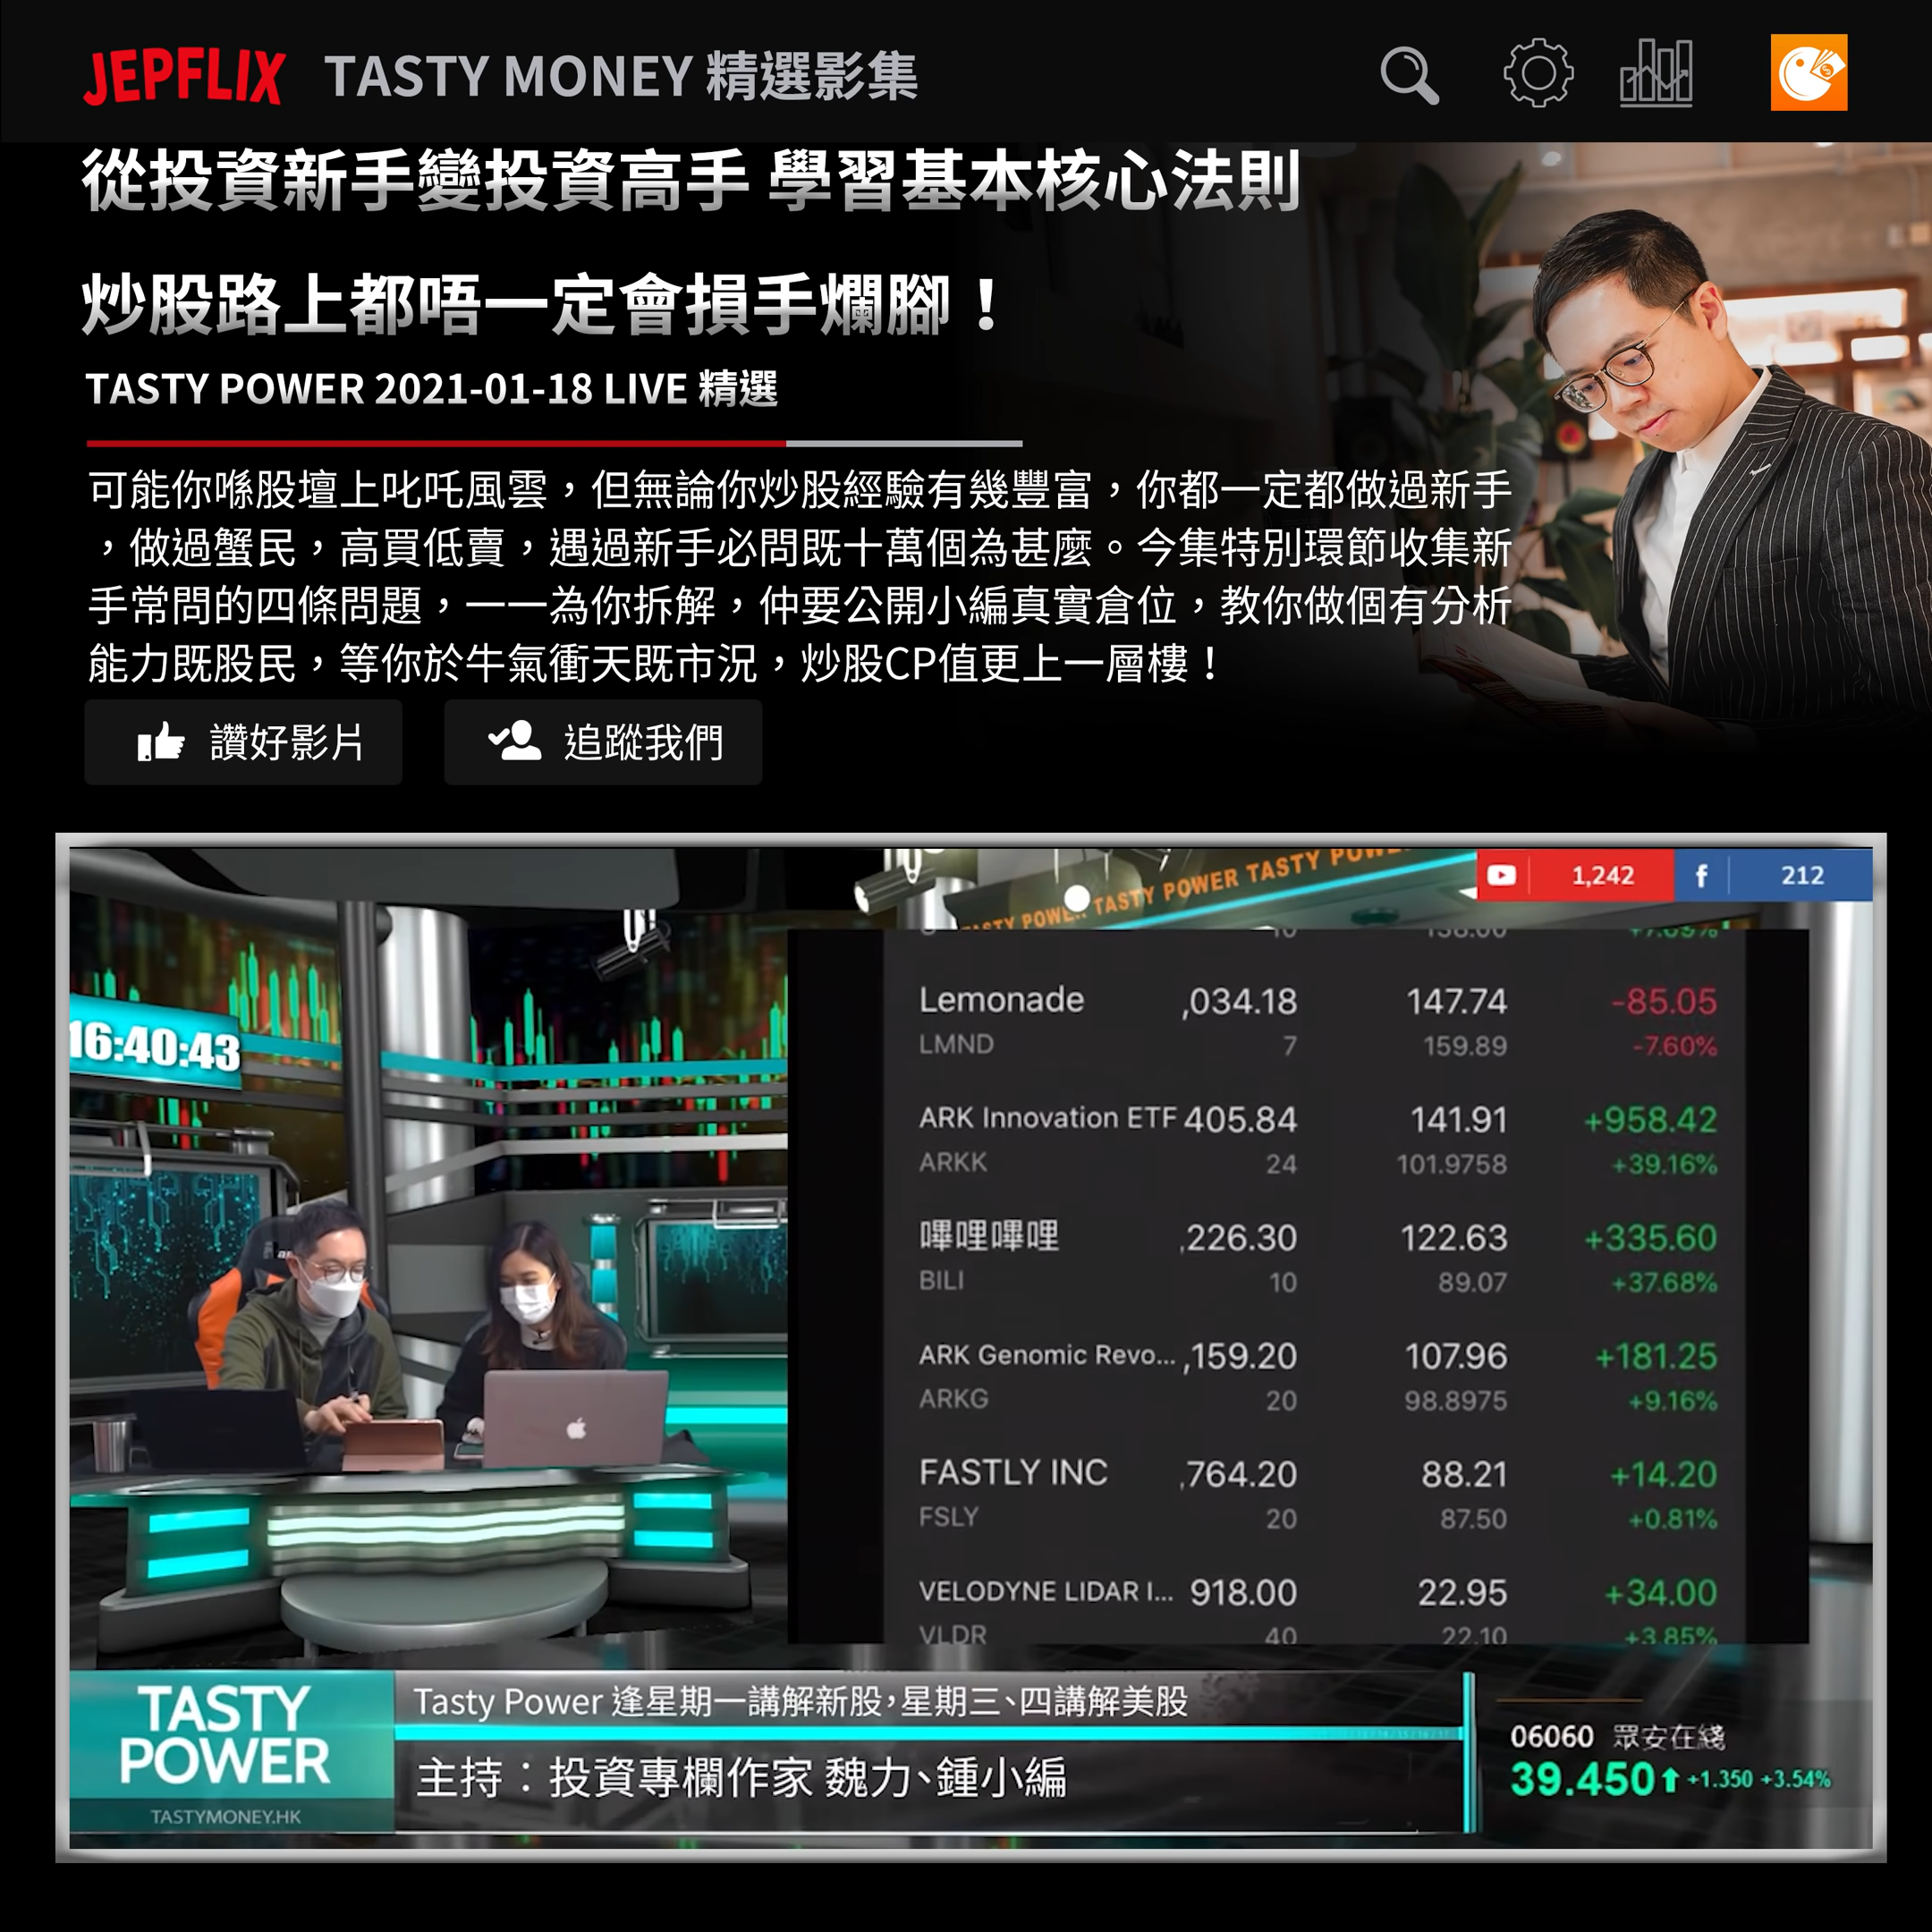 JEPFLIX TASTY MONEY 精選影集
從投資新手變投資高手 學習基本核心法則
炒股路上都唔一定會損手爛腳！
TASTY POWER 2021-01-18 LIVE 精選
可能你喺股壇上叱吒風雲，但無論你炒股經驗有幾豐富，你都一定都做過新手
，做過蟹民，高買低賣，遇過新手必問既十萬個為甚麼。今集特別環節收集新
手常問的四條問題，一一為你拆解，仲要公開小編真實倉位，教你做個有分析
能力既股民，等你於牛氣衝天既市況，炒股CP值更上一層樓！
讚好影片 追蹤我們
1,242 f 212
TASTY POWER TASTY POWER TASTY
16:40:43
Lemonade ,034.18 147.74 -85.05
LMND 7 159.89 -7.60%
ARK Innovation ETF 405.84 141.91 +958.42
ARKK 24 101.9758 +39.16%
嗶哩嗶哩 ,226.30 122.63 +335.60
BILI 10 89.07 +37.68%
ARK Genomic Revo... ,159.20 107.96 +181.25
ARKG 20 98.8975 +9.16%
FASTLY INC ,764.20 88.21 +14.20
FSLY 20 87.50 +0.81%
VELODYNE LIDAR I... 918.00 22.95 +34.00
VLDR 40 22.10 +3.85%
TASTY
POWER
TASTYMONEY.HK
Tasty Power 逢星期一講解新股，星期三、四講解美股
主持：投資專欄作家 魏力、鍾小編
06060 眾安在綫
39.450 +1.350 +3.54%